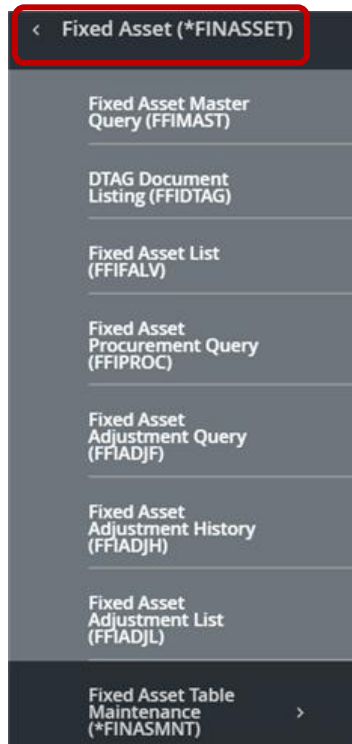 Fixed Asset (*FINASSET)
Fixed Asset Master
Query (FFIMAST)
DTAG Document
Listing (FFIDTAG)
Fixed Asset List
(FFIFALV)
Fixed Asset
Procurement Query
(FFIPROC)
Fixed Asset
Adjustment Query
(FFIADJF)
Fixed Asset
Adjustment History
(FFIADJH)
Fixed Asset
Adjustment List
(FFIADJL)
Fixed Asset Table
Maintenance
(*FINASMNT)